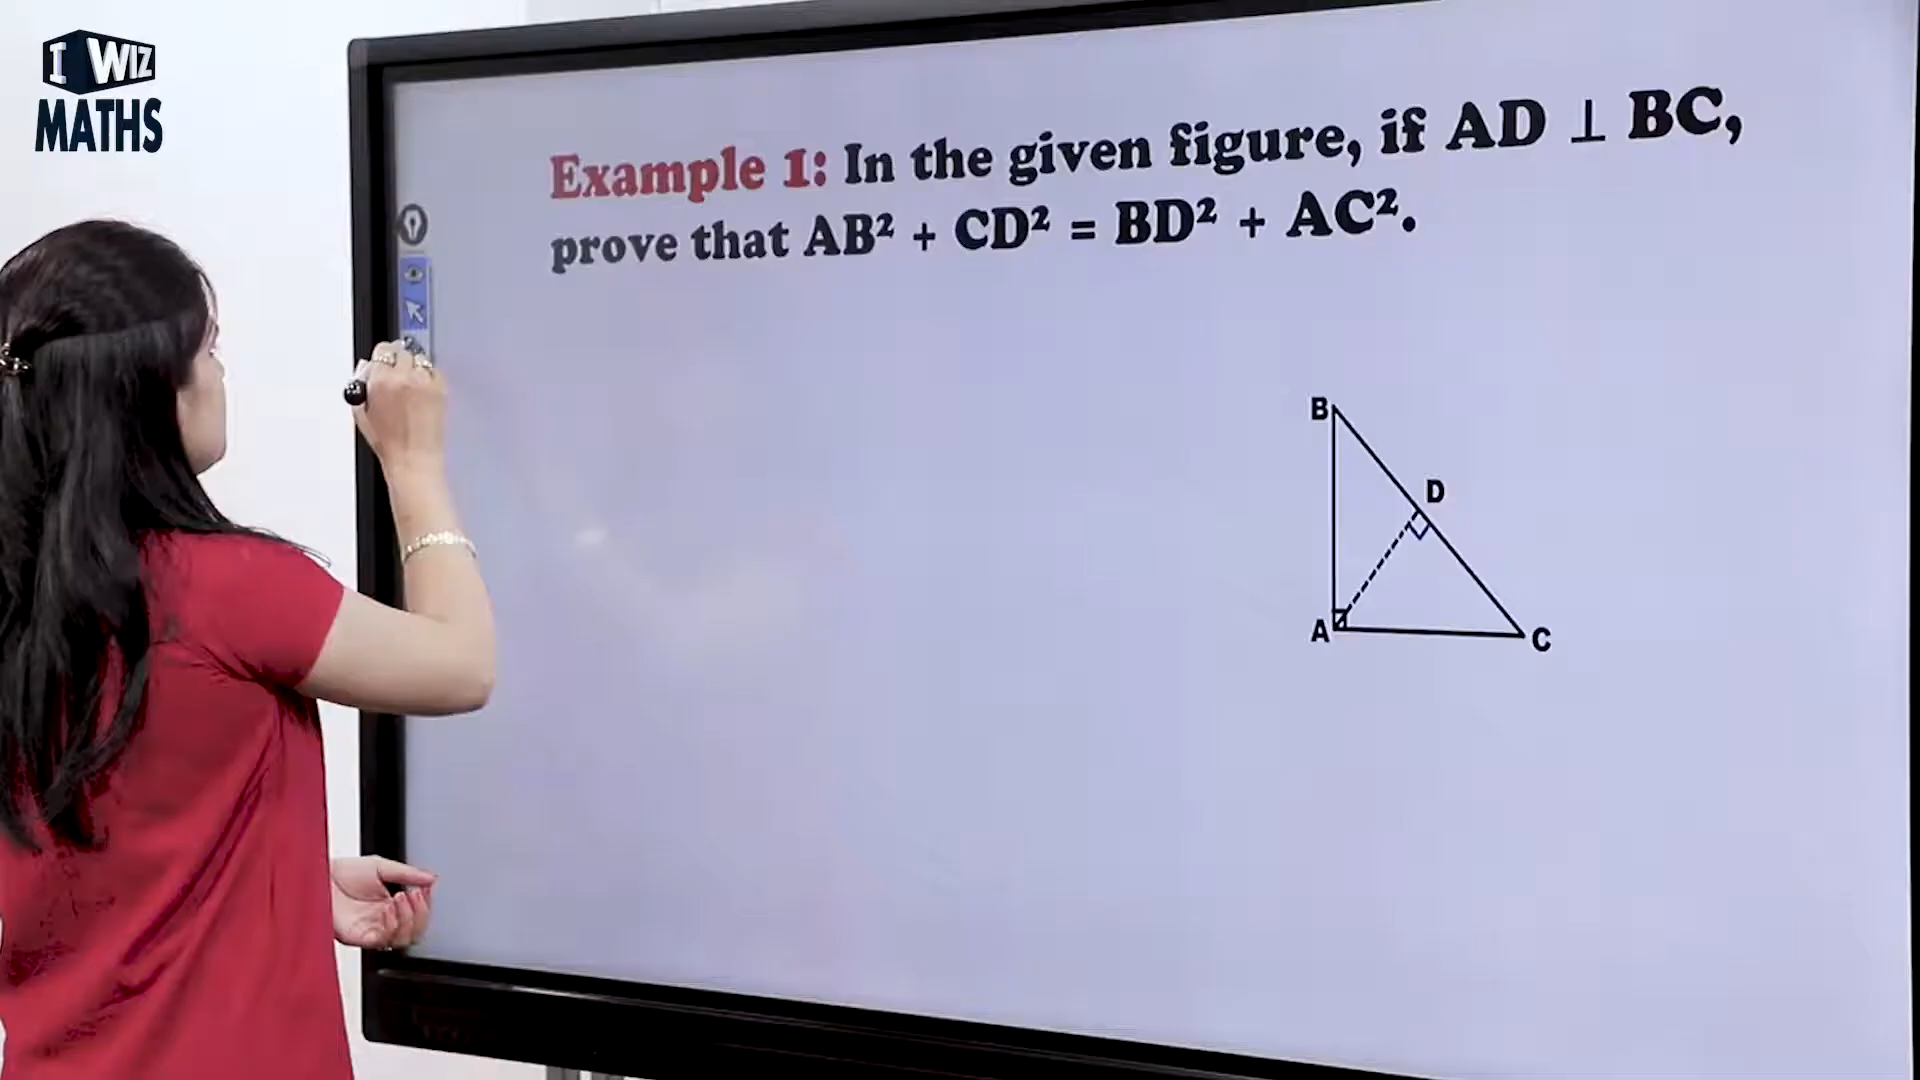 I WIZ
MATHS
Example 1: In the given figure, if AD ⊥ BC,
prove that AB² + CD² = BD² + AC².
B
D
A
C